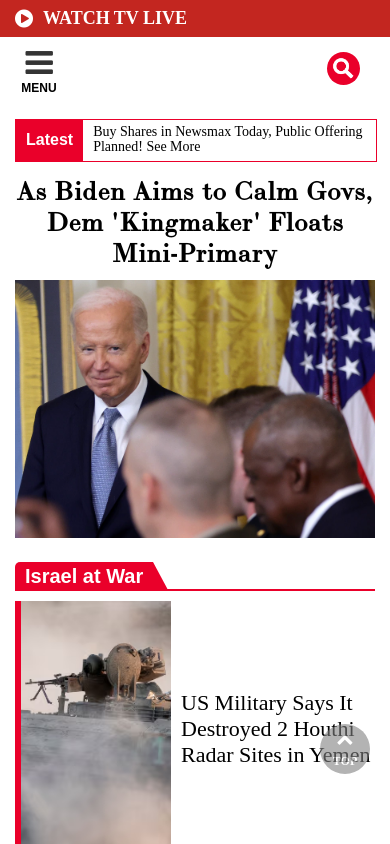 WATCH TV LIVE
MENU
Latest
Buy Shares in Newsmax Today, Public Offering
Planned! See More
As Biden Aims to Calm Govs,
Dem 'Kingmaker' Floats
Mini-Primary
Israel at War
US Military Says It
Destroyed 2 Houthi
Radar Sites in Yemen
TOP